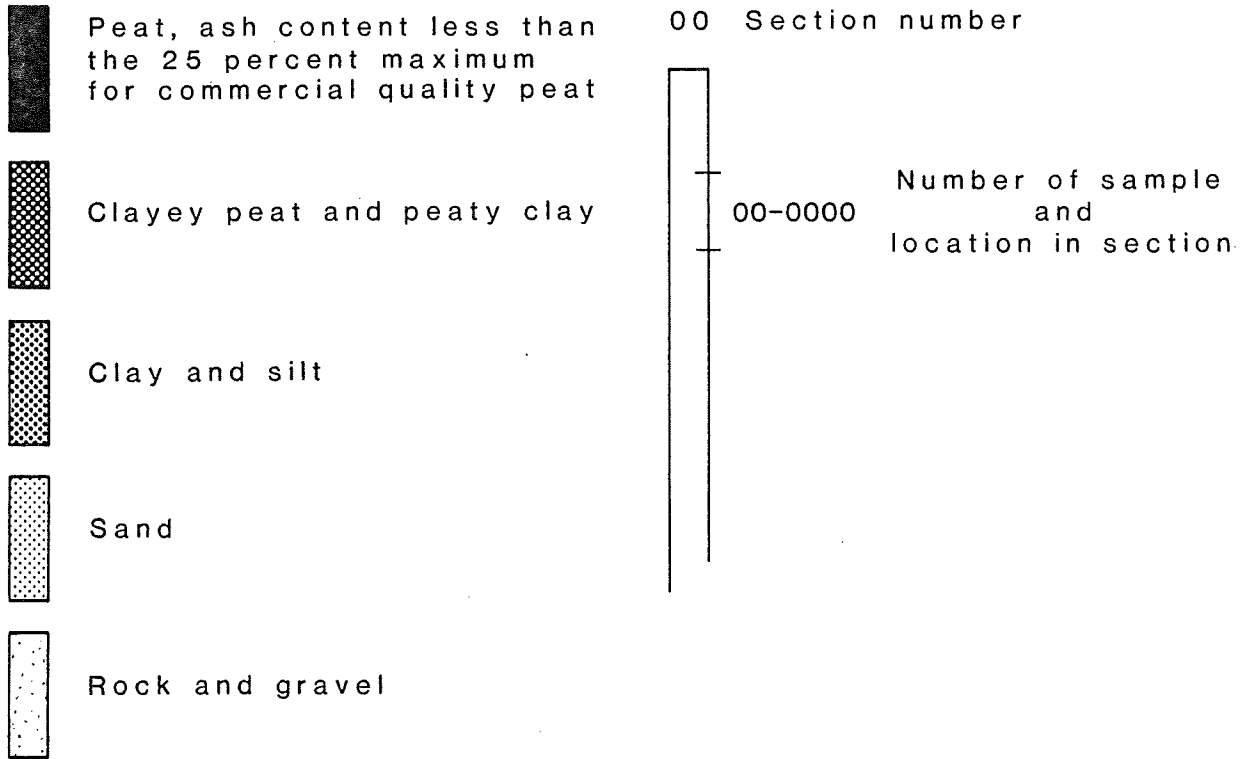 Peat, ash content less than
the 25 percent maximum
for commercial quality peat
Clayey peat and peaty clay
Clay and silt
Sand
Rock and gravel
00 Section number
Number of sample
00-0000 and
location in section